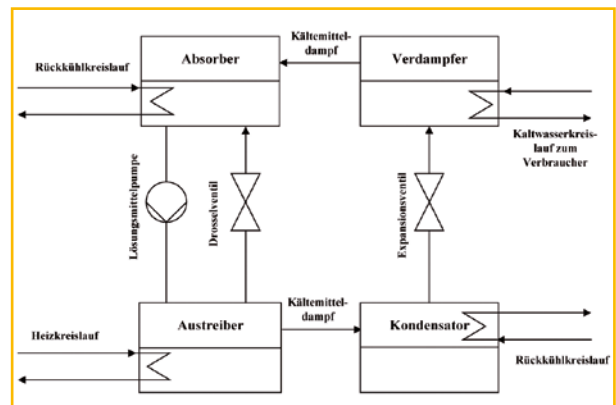 Kältemittel-
dampf
Absorber
Verdampfer
Rückkühlkreislauf
Kaltwasserkreis-
lauf zum
Verbraucher
Lösungsmittelpumpe
Drosselventil
Expansionsventil
Kältemittel-
dampf
Austreiber
Kondensator
Heizkreislauf
Rückkühlkreislauf